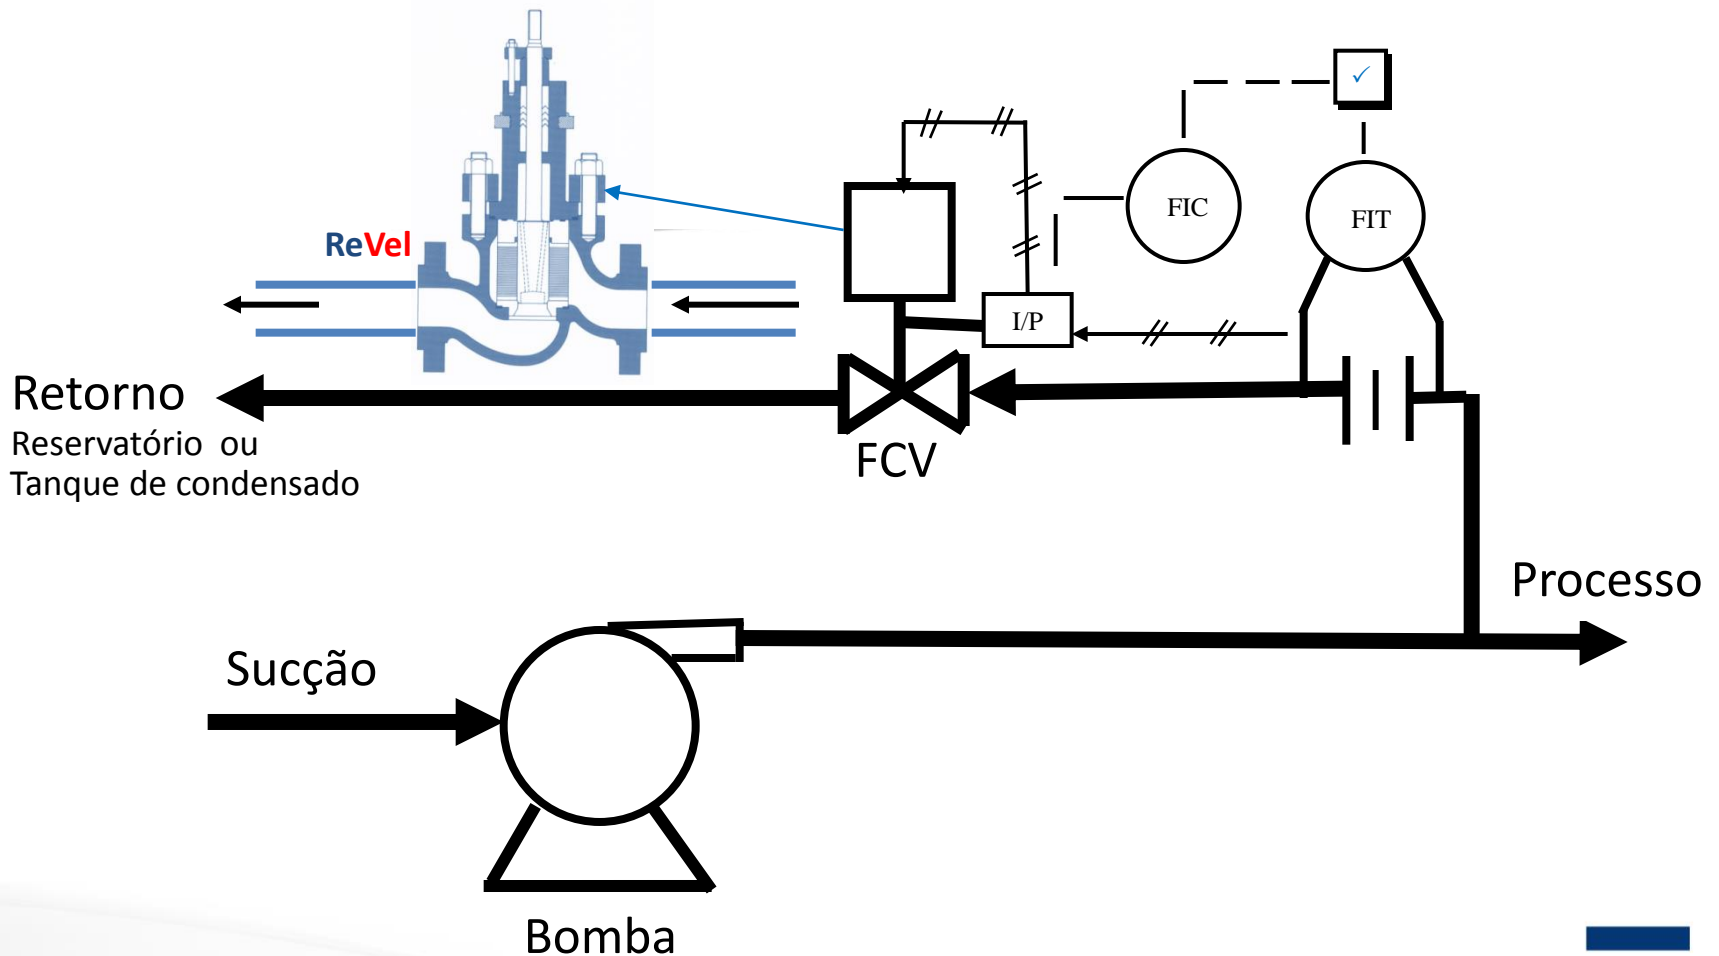 FIC
FIT
ReVel
I/P
Retorno
Reservatório ou
Tanque de condensado
FCV
Processo
Sucção
Bomba